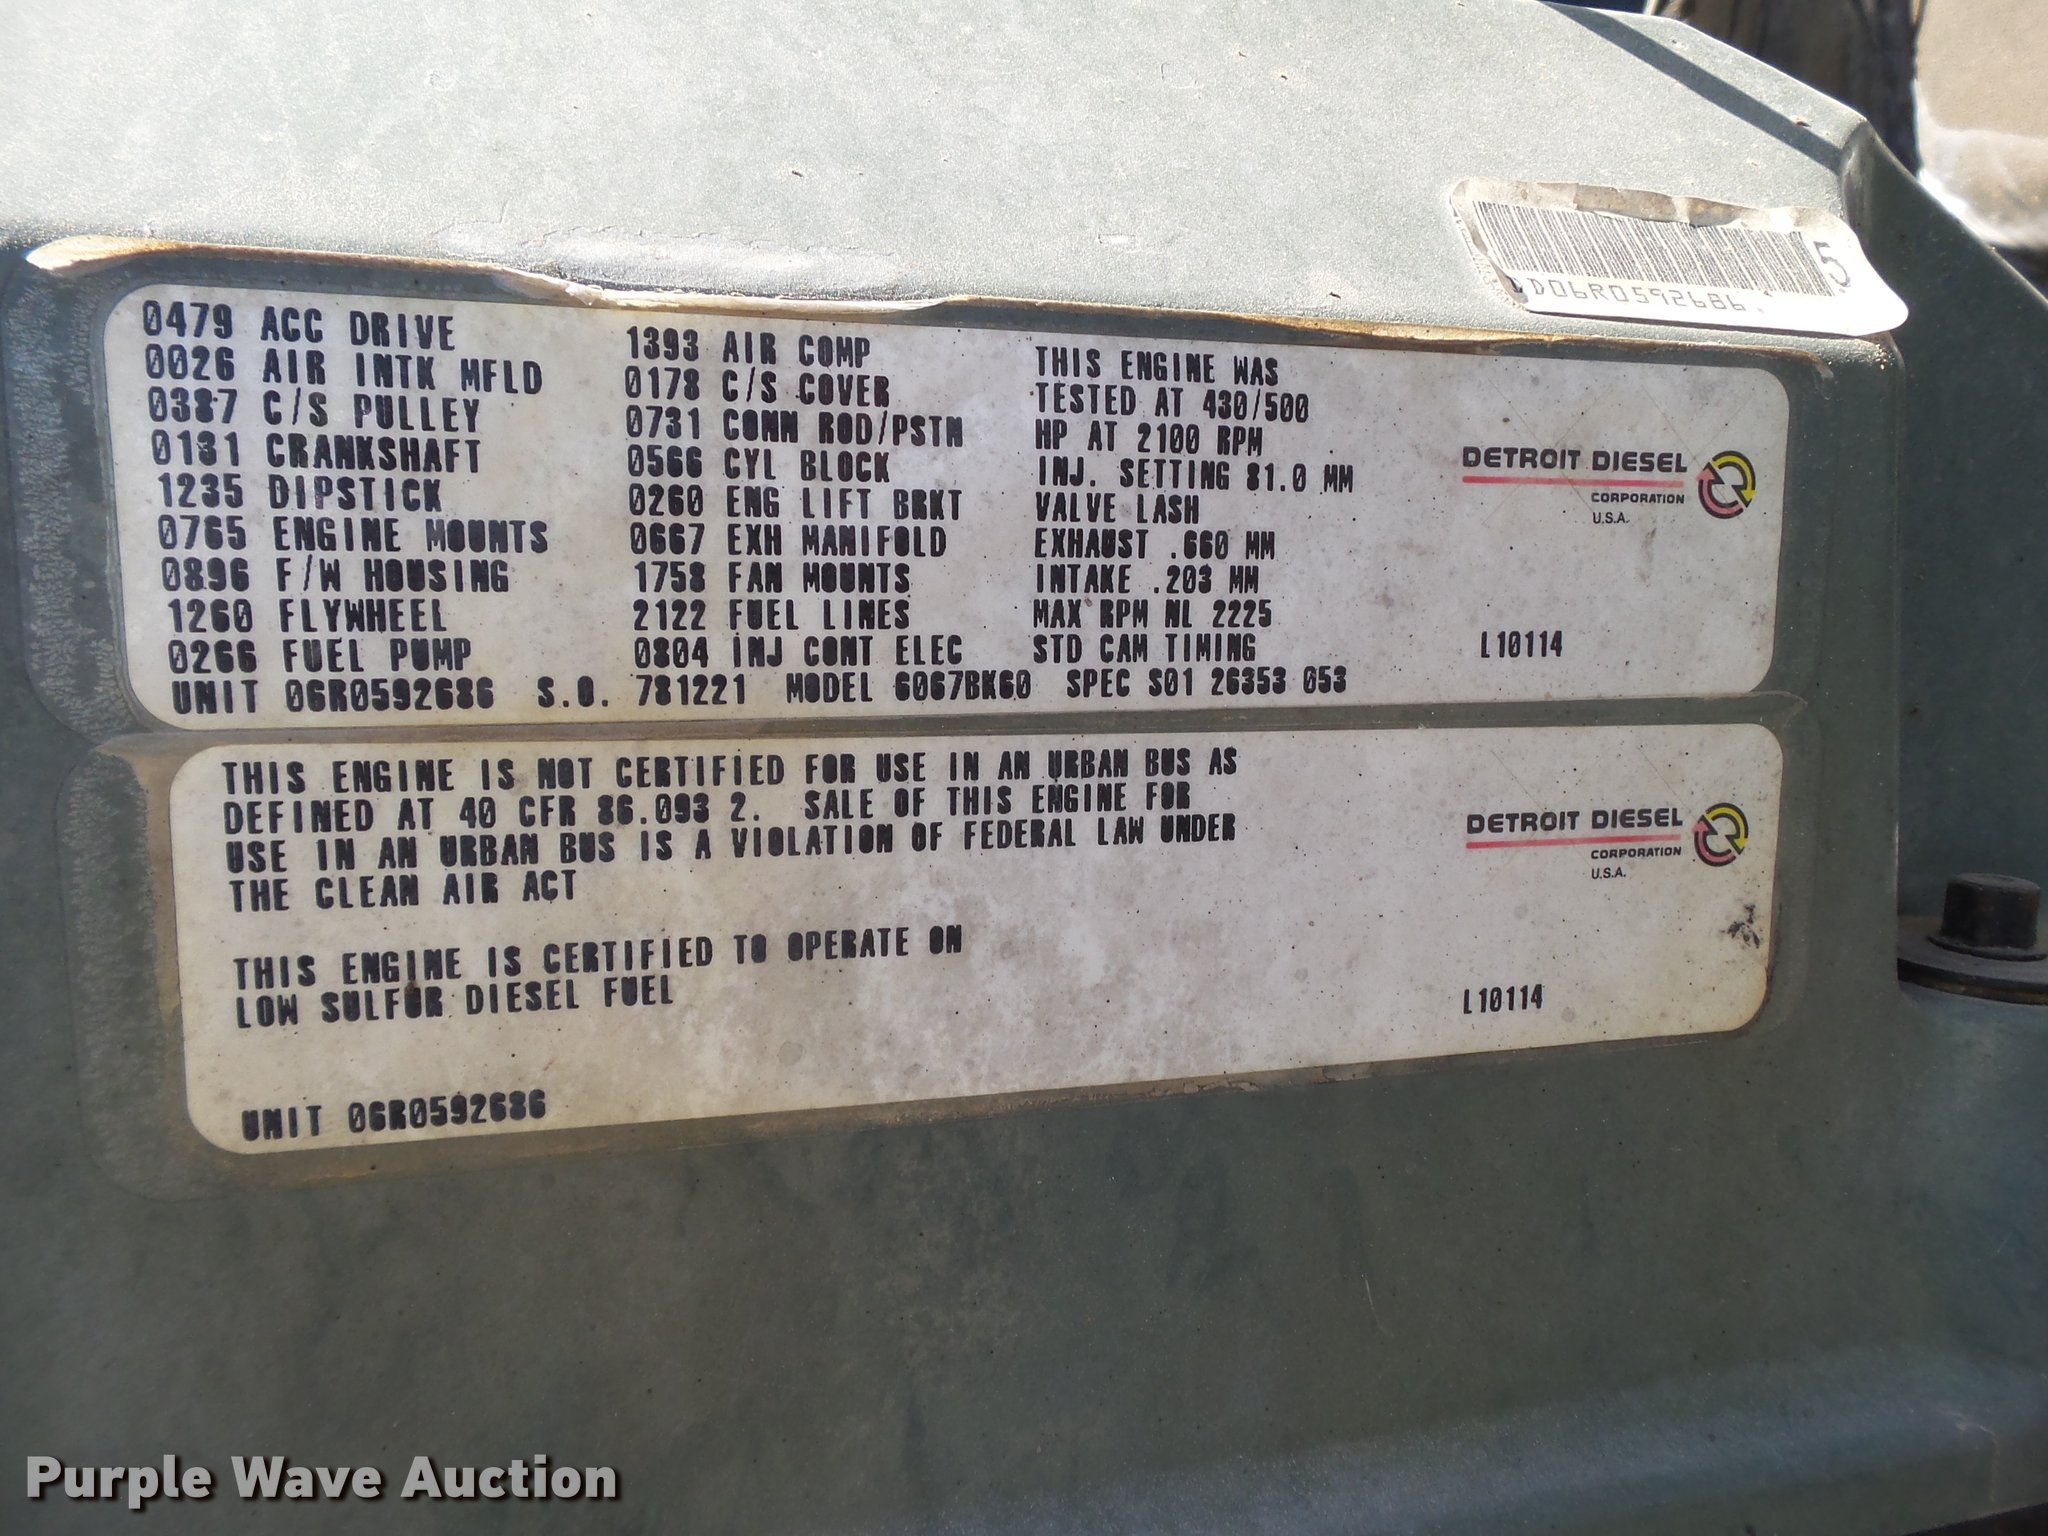 5
D06R0592686
0479 ACC DRIVE
0026 AIR INTK MFLD
0387 C/S PULLEY
0131 CRANKSHAFT
1235 DIPSTICK
0765 ENGINE MOUNTS
0896 F/W HOUSING
1260 FLYWHEEL
0266 FUEL PUMP
1393 AIR COMP
0178 C/S COVER
0731 CONN ROD/PSTN
0566 CYL BLOCK
0260 ENG LIFT BRKT
0667 EXH MANIFOLD
1758 FAN MOUNTS
2122 FUEL LINES
0804 INJ CONT ELEC
THIS ENGINE WAS
TESTED AT 430/500
HP AT 2100 RPM
INJ. SETTING 81.0 MM
VALVE LASH
EXHAUST .660 MM
INTAKE .203 MM
MAX RPM NL 2225
STD CAM TIMING
UNIT 06R0592686 S.O. 781221 MODEL 6067BK60 SPEC S01 26353 053
DETROIT DIESEL
CORPORATION
U.S.A.
L10114
THIS ENGINE IS NOT CERTIFIED FOR USE IN AN URBAN BUS AS
DEFINED AT 40 CFR 86.093 2. SALE OF THIS ENGINE FOR
USE IN AN URBAN BUS IS A VIOLATION OF FEDERAL LAW UNDER
THE CLEAN AIR ACT
THIS ENGINE IS CERTIFIED TO OPERATE ON
LOW SULFUR DIESEL FUEL
UNIT 06R0592686
DETROIT DIESEL
CORPORATION
U.S.A.
L10114
Purple Wave Auction